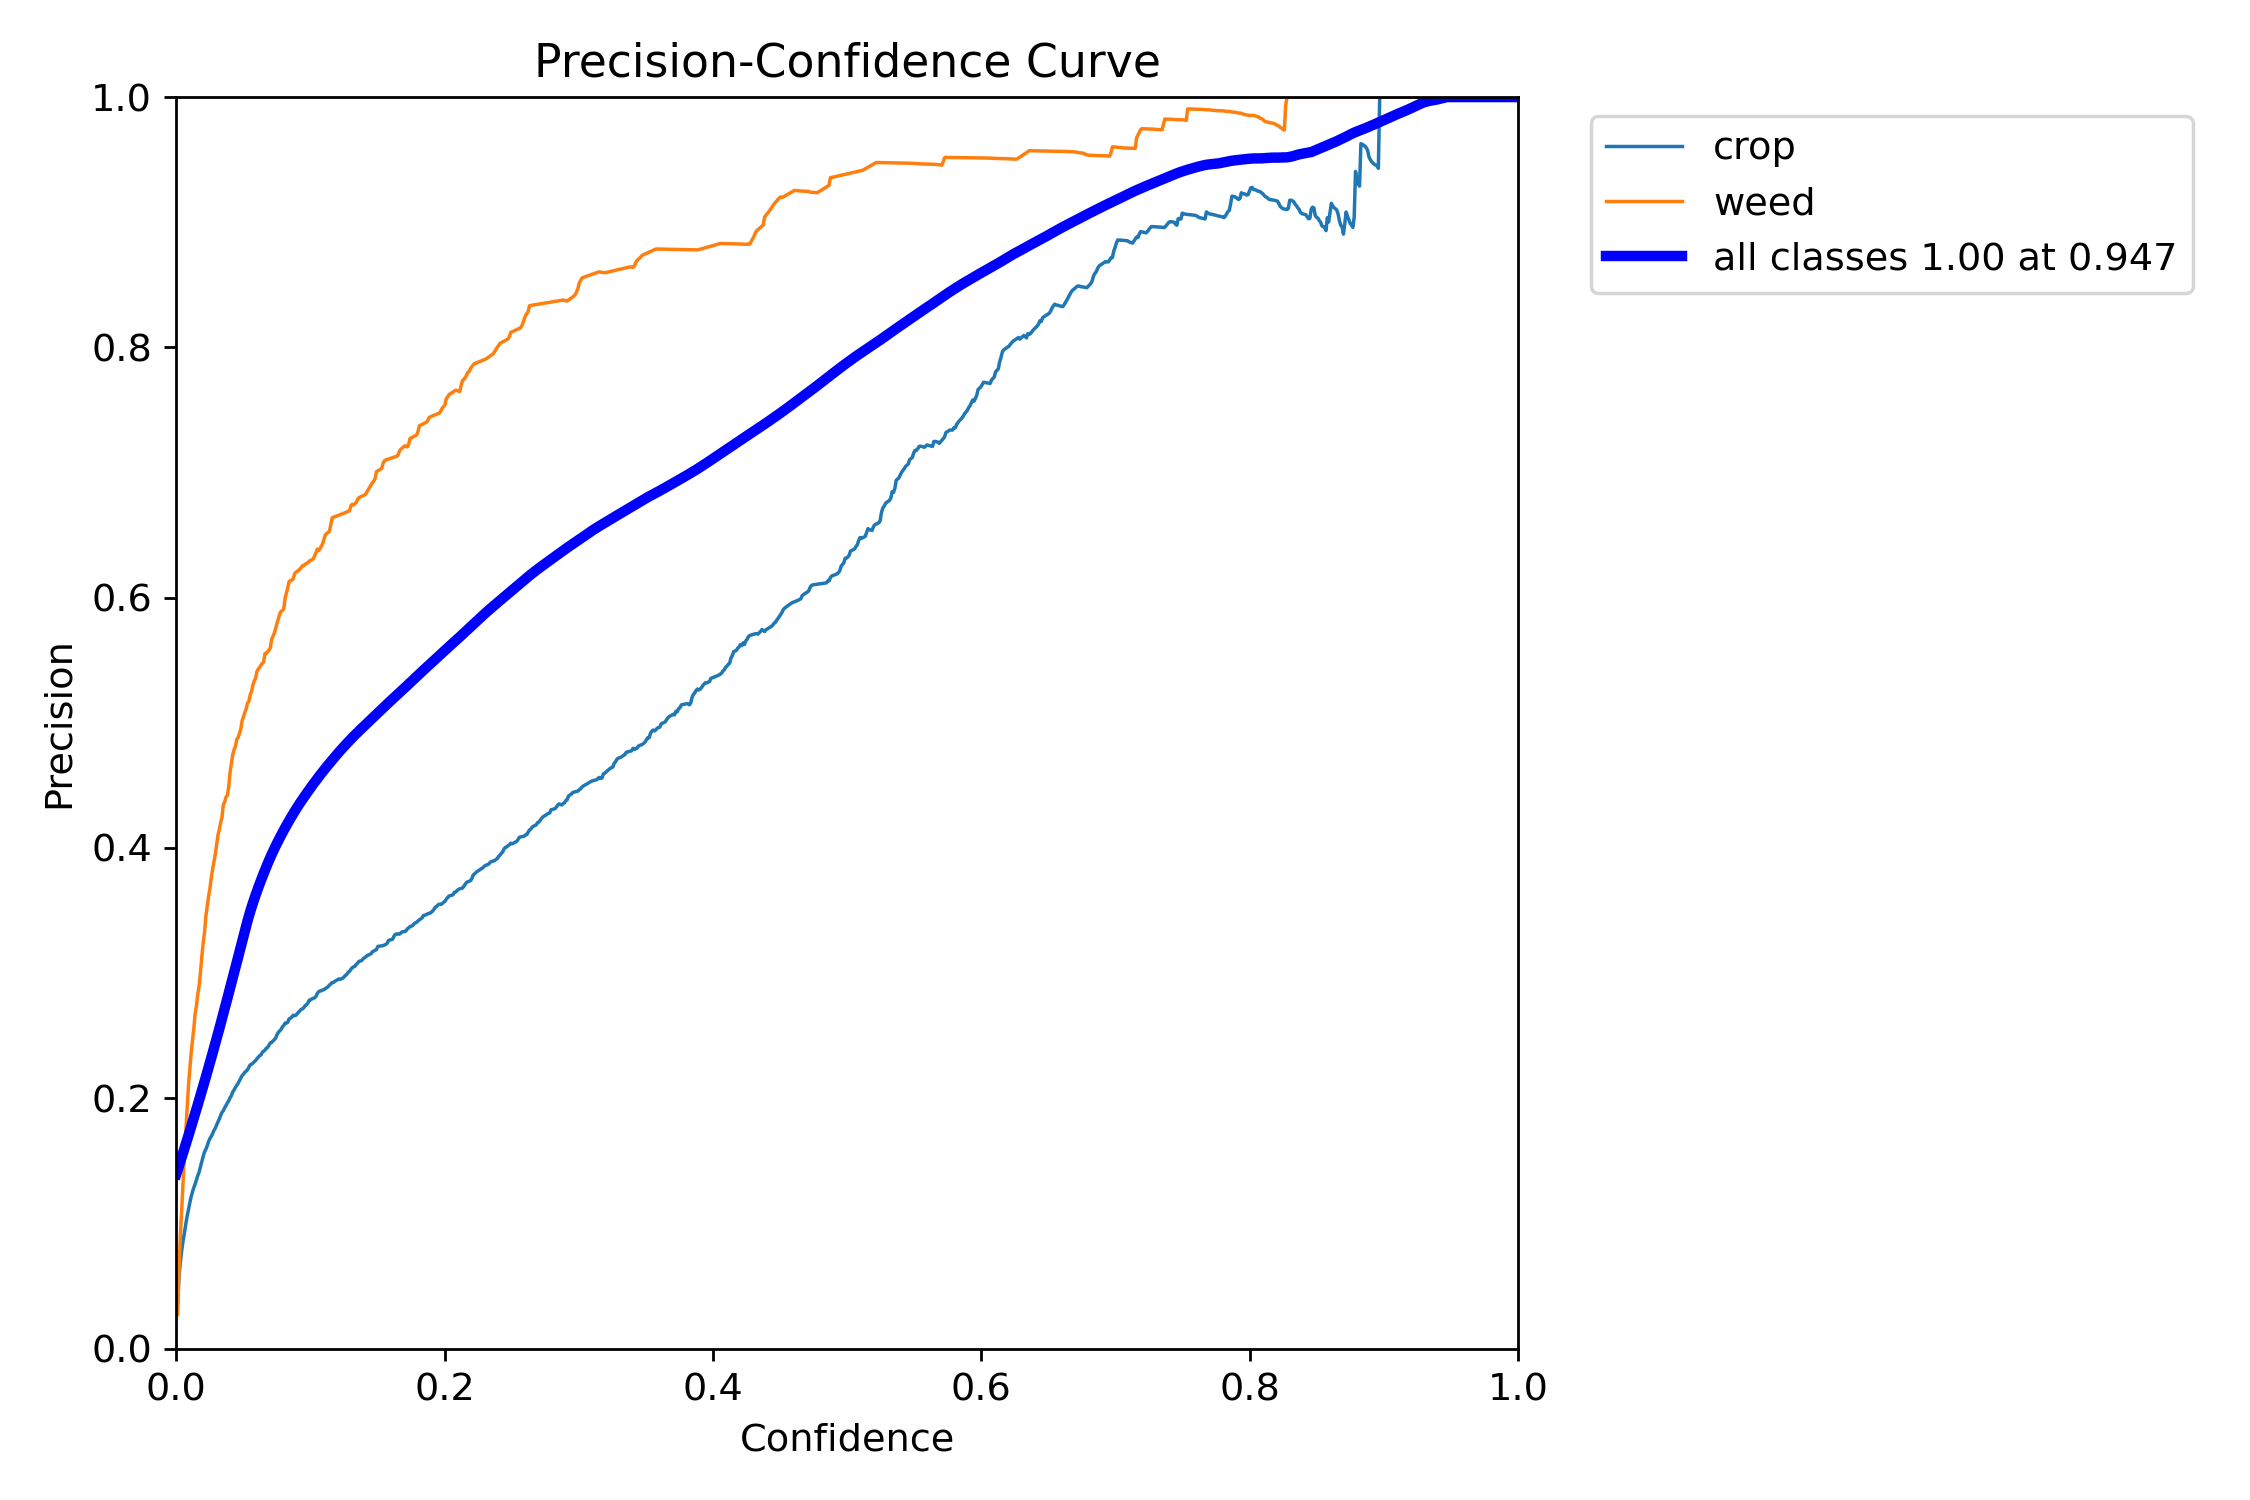 Precision-Confidence Curve
1.0
0.8
0.6
0.4
0.2
0.0
Precision
0.0 0.2 0.4 0.6 0.8 1.0
Confidence
crop
weed
all classes 1.00 at 0.947